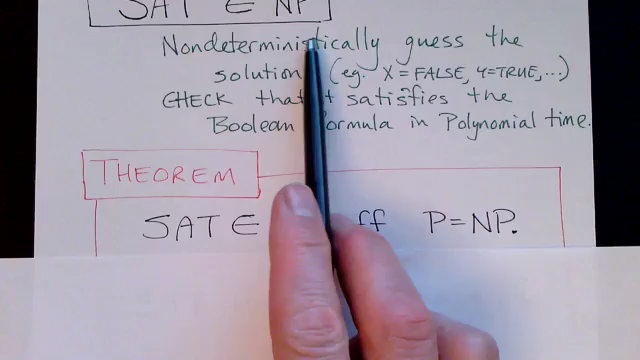 SAT ∈ NP
Nondeterministically guess the
solution (eg. X = FALSE, Y=TRUE,...)
CHECK that it satisfies the
Boolean formula in Polynomial time.
THEOREM
SAT ∈ iff P=NP.